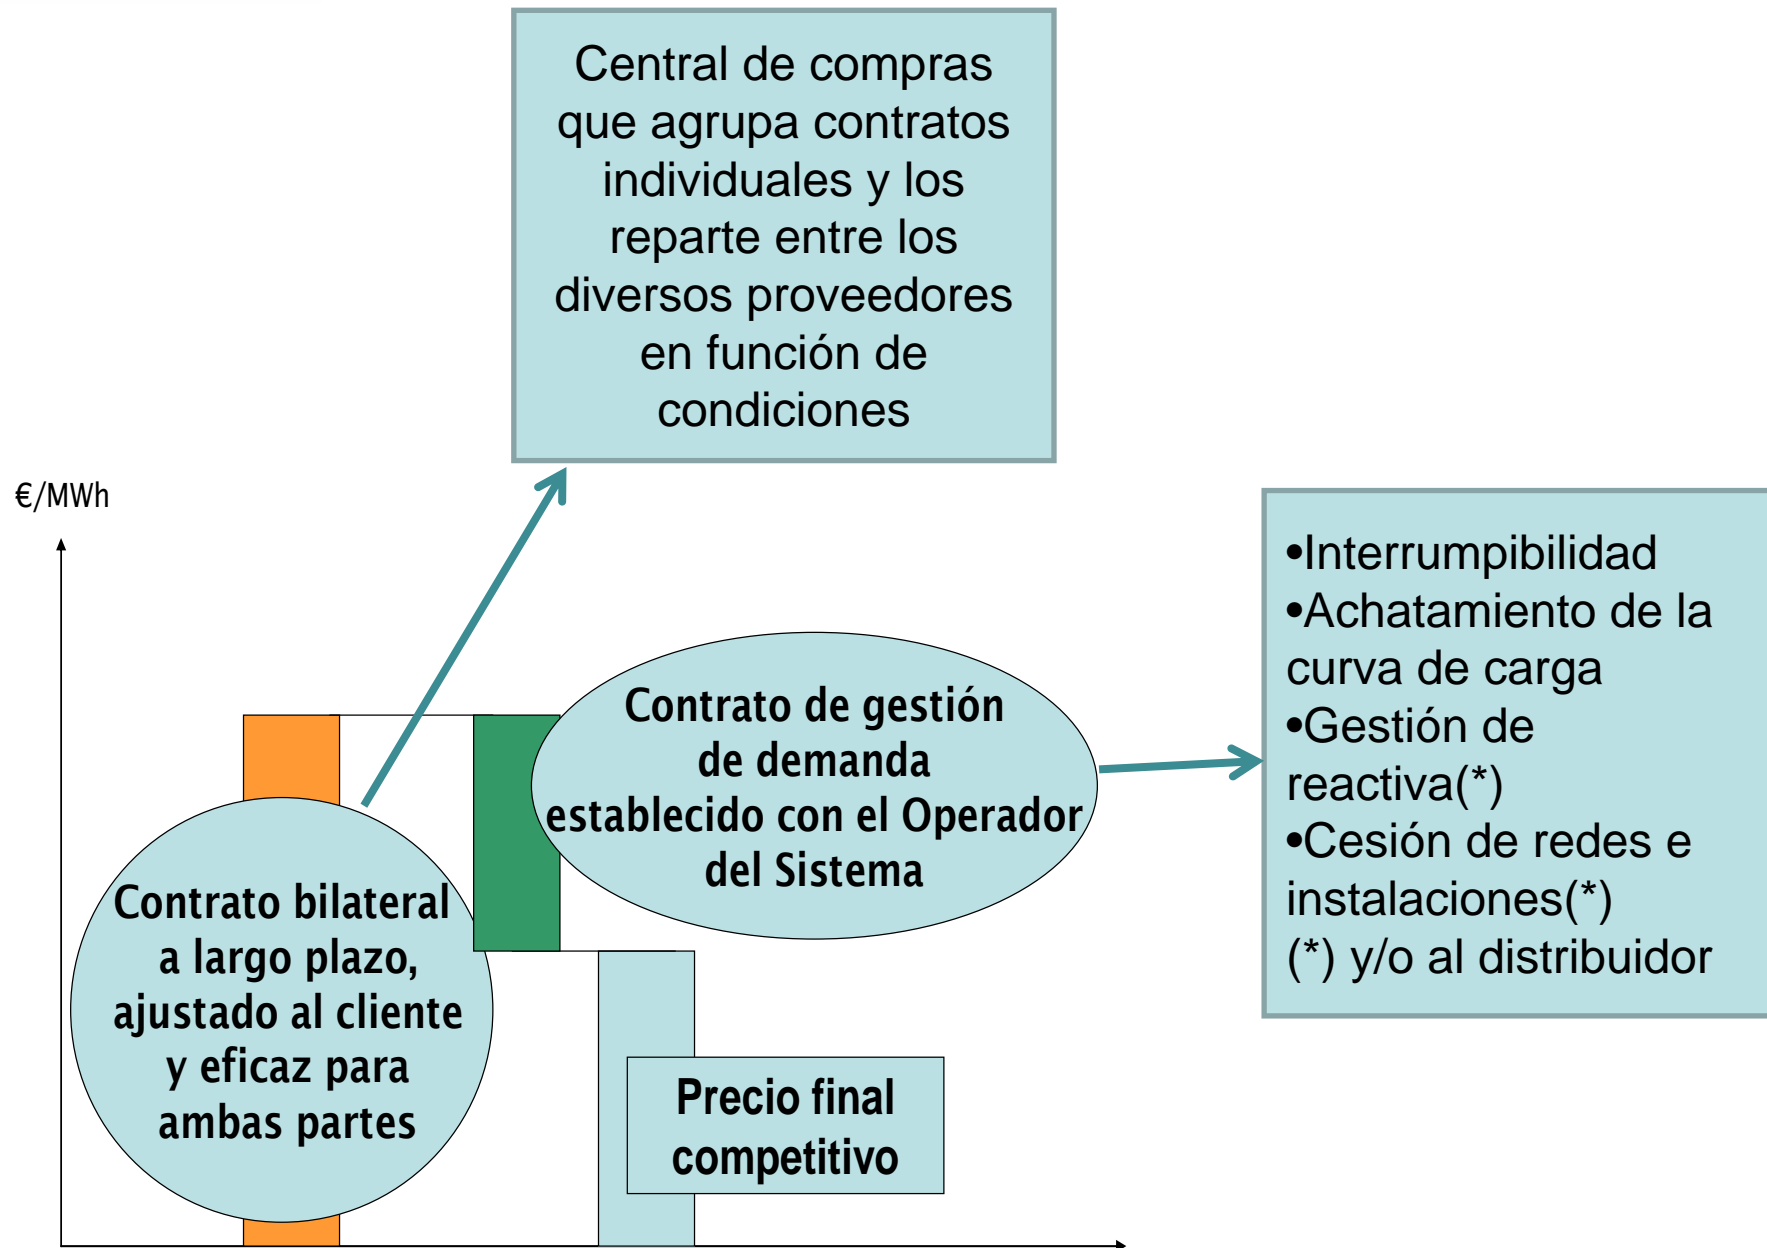 Central de compras
que agrupa contratos
individuales y los
reparte entre los
diversos proveedores
en función de
condiciones
€/MWh
•Interrumpibilidad
•Achatamiento de la
curva de carga
•Gestión de
reactiva(*)
•Cesión de redes e
instalaciones(*)
(*) y/o al distribuidor
Contrato de gestión
de demanda
establecido con el Operador
del Sistema
Contrato bilateral
a largo plazo,
ajustado al cliente
y eficaz para
ambas partes
Precio final
competitivo